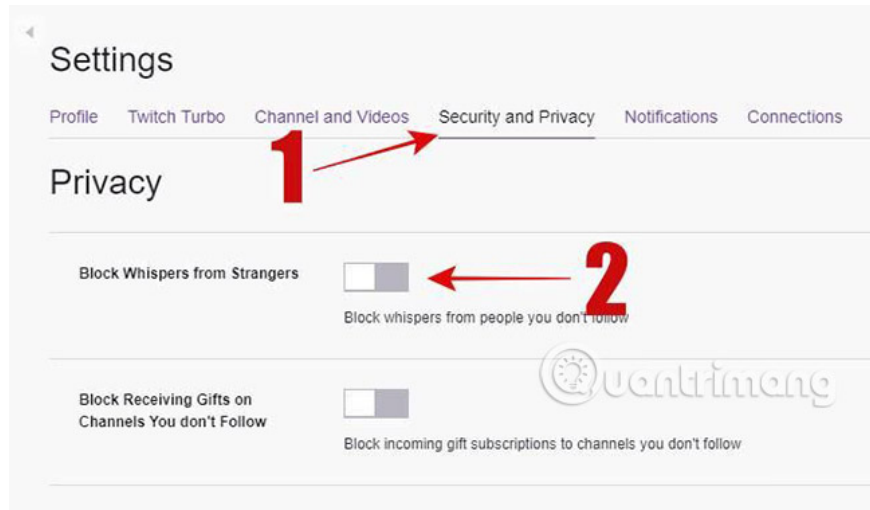 Settings
Profile Twitch Turbo Channel and Videos Security and Privacy Notifications Connections
1
Privacy
Block Whispers from Strangers
2
Block whispers from people you don't follow
Quantrimang
Block Receiving Gifts on
Channels You don't Follow
Block incoming gift subscriptions to channels you don't follow